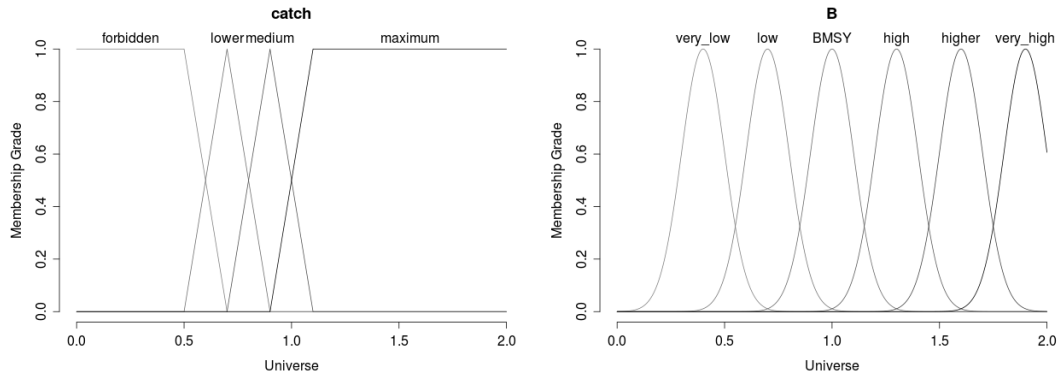 catch
forbidden lower medium maximum
1.0
0.8
0.6
0.4
0.2
0.0
Membership Grade
0.0 0.5 1.0 1.5 2.0
Universe
B
very_low low BMSY high higher very_high
1.0
0.8
0.6
0.4
0.2
0.0
Membership Grade
0.0 0.5 1.0 1.5 2.0
Universe